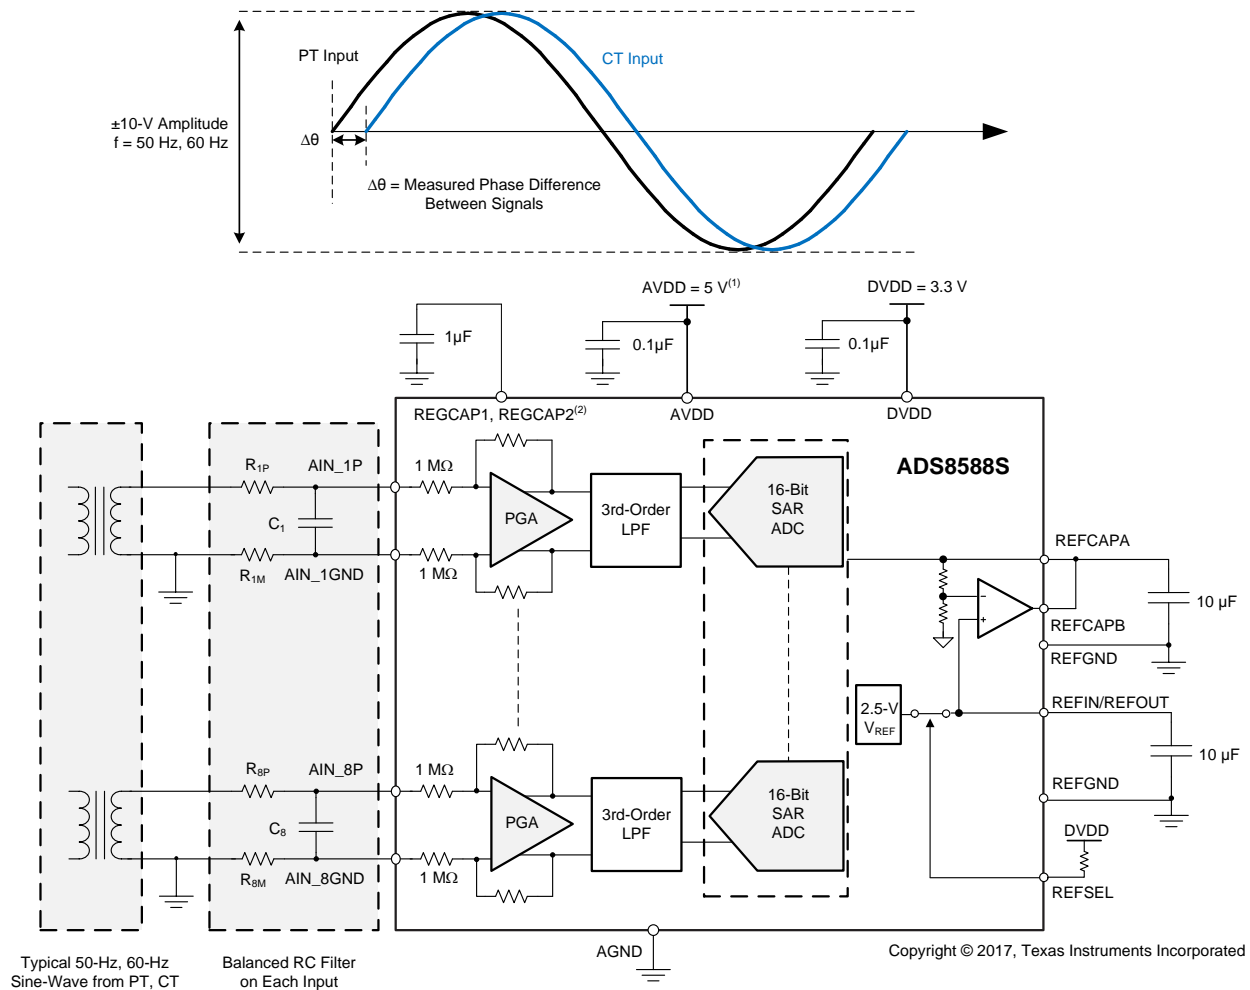 PT Input
CT Input
±10-V Amplitude
f = 50 Hz, 60 Hz
Δθ
Δθ = Measured Phase Difference
Between Signals
AVDD = 5 V(1)
DVDD = 3.3 V
1µF
0.1µF
0.1µF
REGCAP1, REGCAP2(2)
AVDD
DVDD
ADS8588S
R1P
AIN_1P
1 MΩ
C1
PGA
3rd-Order
LPF
16-Bit
SAR
ADC
R1M
AIN_1GND
1 MΩ
REFCAPA
10 µF
REFCAPB
REFGND
2.5-V
VREF
REFIN/REFOUT
10 µF
REFGND
R8P
AIN_8P
1 MΩ
C8
PGA
3rd-Order
LPF
16-Bit
SAR
ADC
R8M
AIN_8GND
1 MΩ
DVDD
REFSEL
AGND
Copyright © 2017, Texas Instruments Incorporated
Typical 50-Hz, 60-Hz
Sine-Wave from PT, CT
Balanced RC Filter
on Each Input